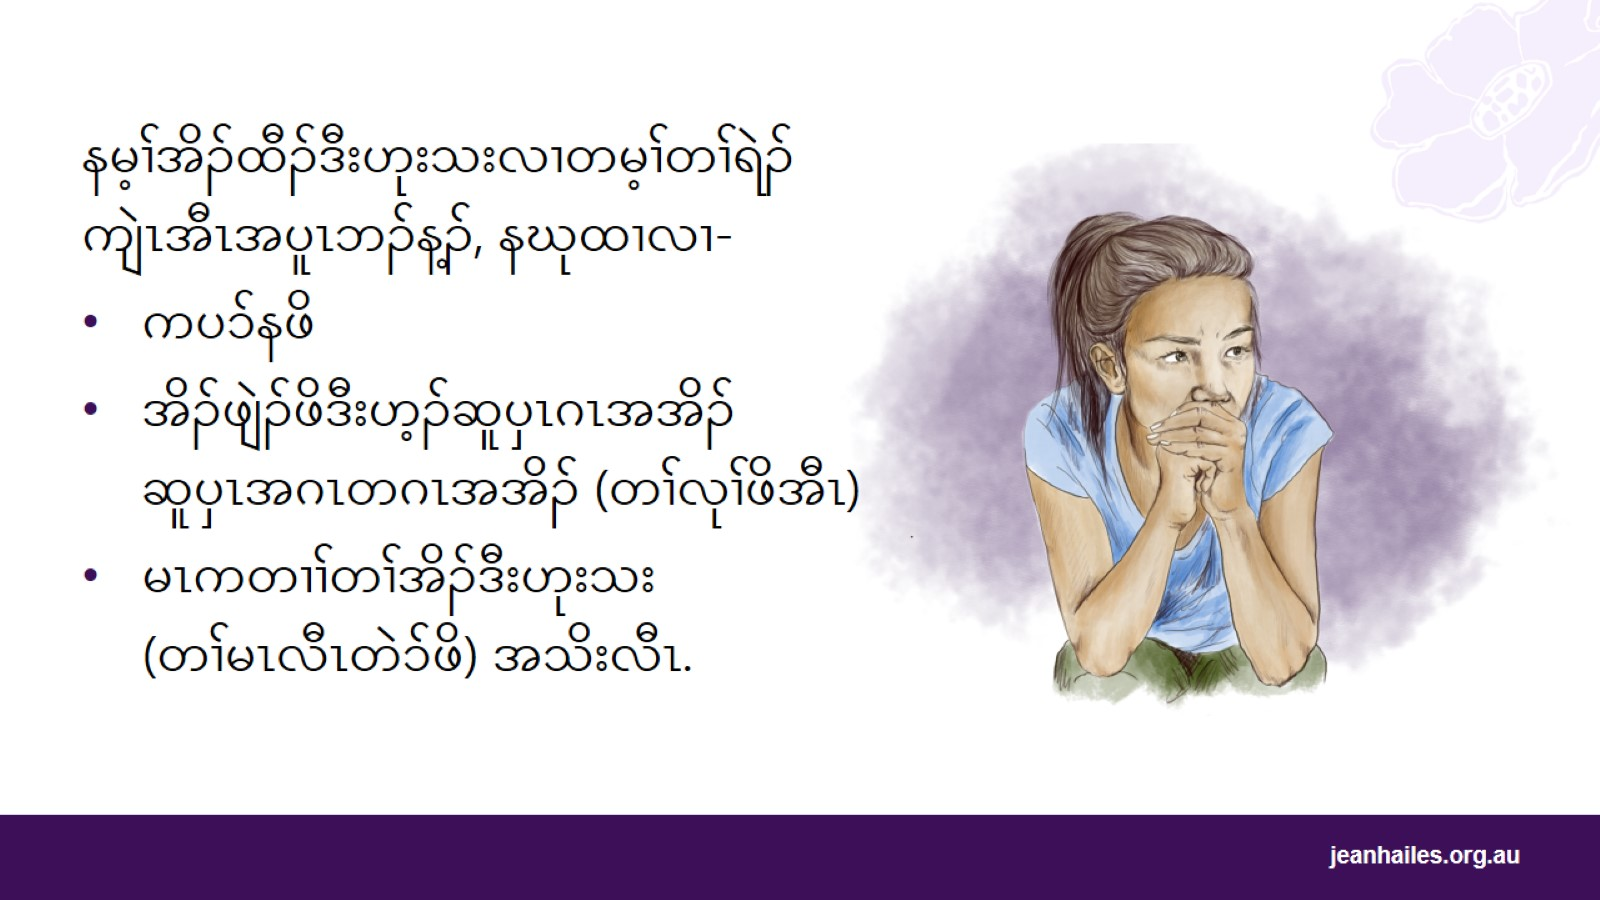 နမ့ၢ်အိၣ်ထီၣ်ဒီးဟုးသးလၢတမ့ၢ်တၢ်ရဲၣ်
ကျဲၤအီၤအပူၤဘၣ်န့ၣ်, နဃုထၢလၢ-
• ကပၥ်နဖိ
• အိၣ်ဖျဲၣ်ဖိဒီးဟ့ၣ်ဆူပှၤဂၤအအိၣ်
ဆူပှၤအဂၤတဂၤအအိၣ် (တၢ်လုၢ်ဖိအီၤ)
• မၤကတၢၢ်တၢ်အိၣ်ဒီးဟုးသး
(တၢ်မၤလီၤတဲၥ်ဖိ) အသိးလီၤ.
jeanhailes.org.au